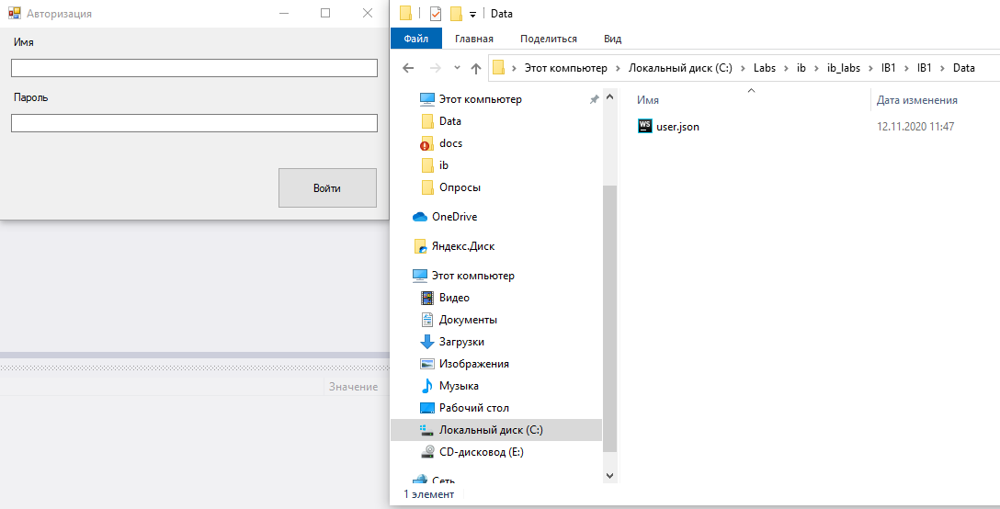 Авторизация
Имя
Пароль
Войти
Значение
Data
Файл Главная Поделиться Вид
Этот компьютер > Локальный диск (C:) > Labs > ib > ib_labs > IB1 > IB1 > Data
Этот компьютер
Data
docs
ib
Опросы
OneDrive
Яндекс.Диск
Этот компьютер
Видео
Документы
Загрузки
Изображения
Музыка
Рабочий стол
Локальный диск (C:)
CD-дисковод (E:)
Сеть
Имя Дата изменения
WS user.json 12.11.2020 11:47
1 элемент